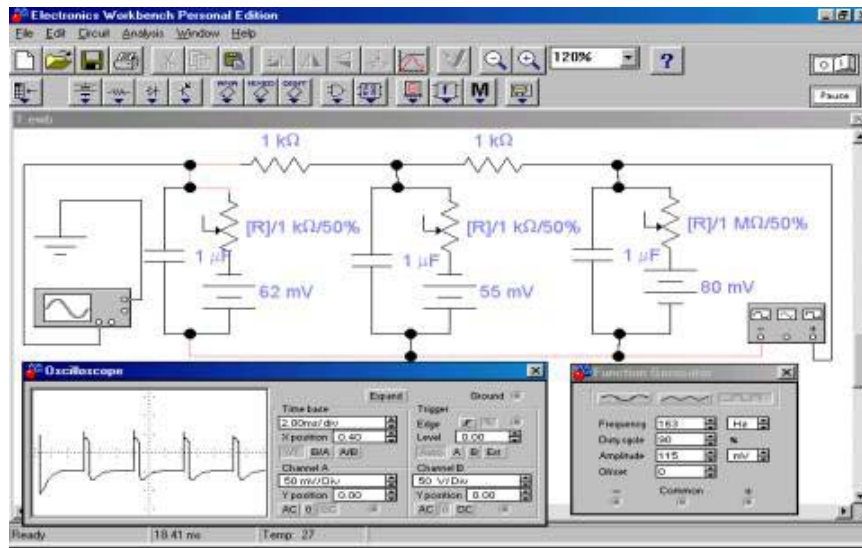 Electronics Workbench Personal Edition
File Edit Circuit Analysis Window Help
120%
?
Pause
M
1 kΩ 1 kΩ
[R]/1 kΩ/50% [R]/1 kΩ/50% [R]/1 MΩ/50%
1 µF 1 µF 1 µF
62 mV 55 mV 80 mV
Oscilloscope
Expand Ground
Time base Trigger
2.00ms/div Edge
X position 0.40 Level 0.00
B/A A/B Auto A B Ext
Channel A Channel B
50 mV/Div 50 V/Div
Y position 0.00 Y position 0.00
AC 0 DC AC 0 DC
Function Generator
Frequency 163 Hz
Duty cycle 90 %
Amplitude 115 mV
Offset 0
- Common +
Ready 18.41 ms Temp: 27